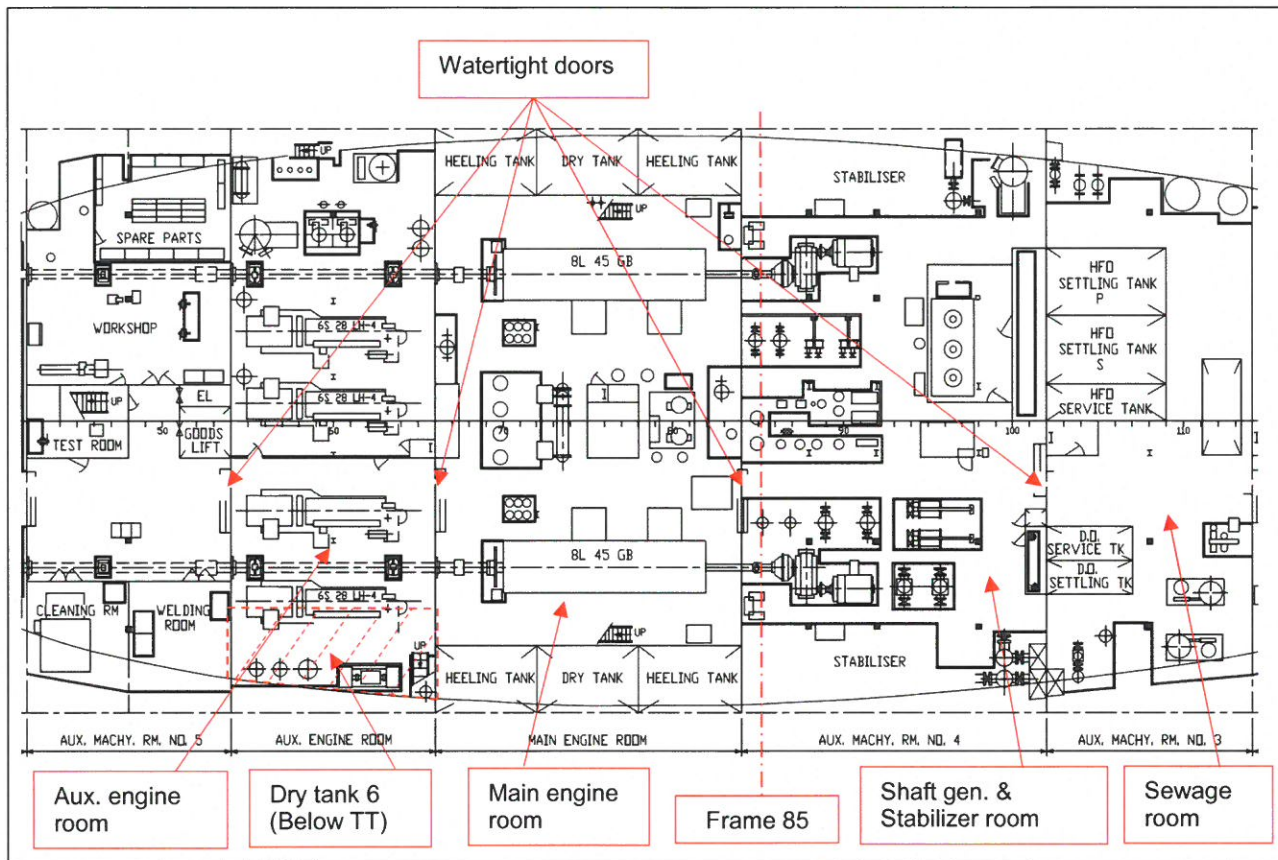 Watertight doors
UP
HEELING TANK
DRY TANK
HEELING TANK
STABILISER
UP
SPARE PARTS
8L 45 GB
HFO
SETTLING TANK
P
WORKSHOP
6S 28 LH-4
HFO
SETTLING TANK
S
6S 28 LH-4
UP
EL
HFO
SERVICE TANK
50
60
70
80
90
100
110
TEST ROOM
GOODS
LIFT
D.O.
SERVICE TK
D.O.
SETTLING TK
8L 45 GB
CLEANING RM
WELDING
ROOM
6S 28 LH-4
UP
UP
STABILISER
HEELING TANK
DRY TANK
HEELING TANK
AUX. MACHY. RM. NO. 5
AUX. ENGINE ROOM
MAIN ENGINE ROOM
AUX. MACHY. RM. NO. 4
AUX. MACHY. RM. NO. 3
Aux. engine
room
Dry tank 6
(Below TT)
Main engine
room
Frame 85
Shaft gen. &
Stabilizer room
Sewage
room